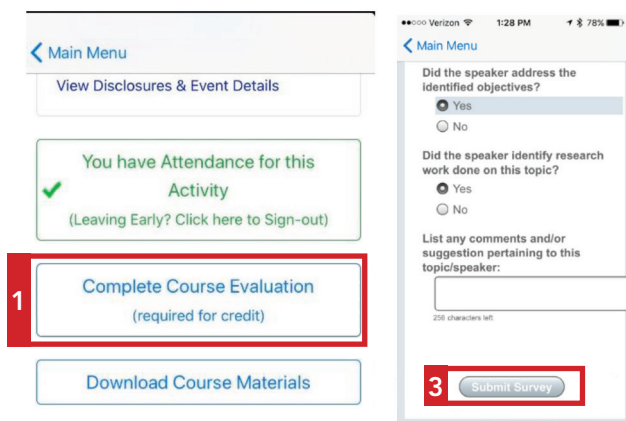 Main Menu
View Disclosures & Event Details
You have Attendance for this
Activity
(Leaving Early? Click here to Sign-out)
1
Complete Course Evaluation
(required for credit)
Download Course Materials
Verizon 1:28 PM 78%
Main Menu
Did the speaker address the
identified objectives?
Yes
No
Did the speaker identify research
work done on this topic?
Yes
No
List any comments and/or
suggestion pertaining to this
topic/speaker:
256 characters left
3
Submit Survey